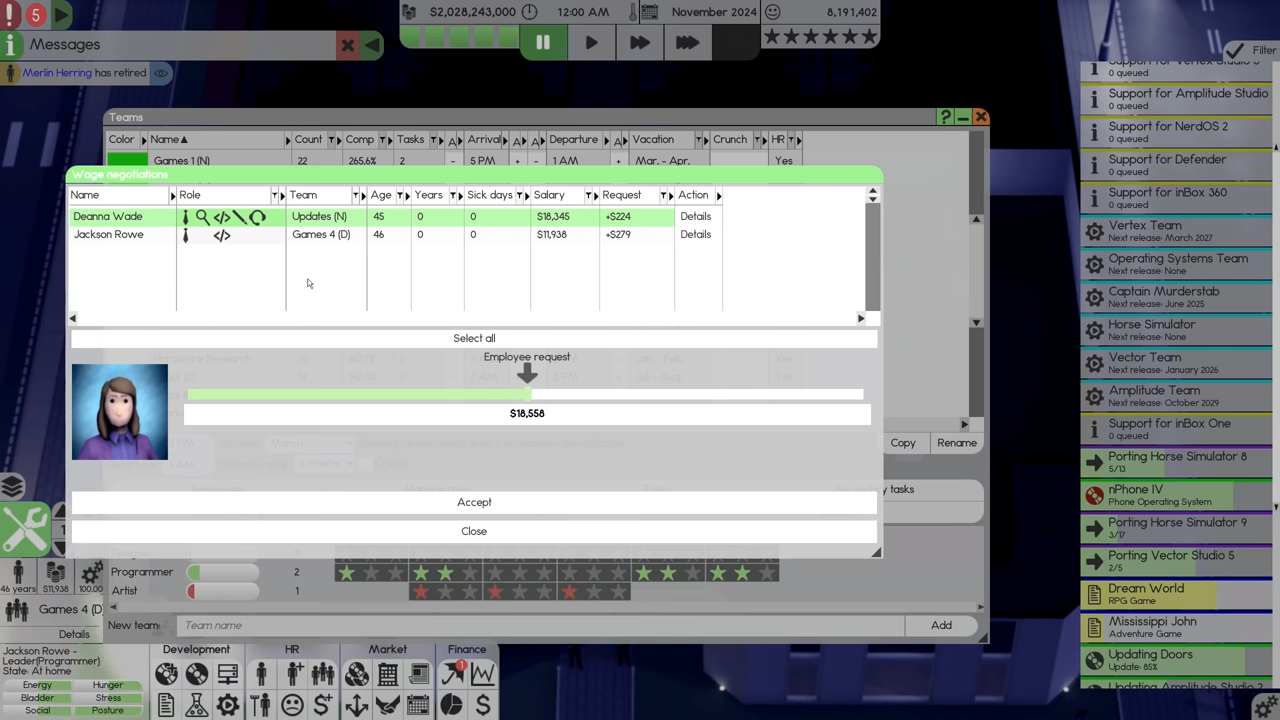 5
$2,028,243,000
12:00 AM
November 2024
8,191,402
Messages
Merlin Herring has retired
Filter
Teams
?
Color Name▲ Count Comp Tasks A Arrival A A Departure A Vacation Crunch HR
Games 1 (N) 22 265.6% 2 - 5 PM + - 1 AM + Mar. - Apr. Yes
Wage negotiations
Name Role Team Age Years Sick days Salary Request Action
Deanna Wade Updates (N) 45 0 0 $18,345 +$224 Details
Jackson Rowe Games 4 (D) 46 0 0 $11,938 +$279 Details
Select all
Employee request
$18,558
Accept
Close
Copy Rename
Programmer 2
Artist 1
New team Team name Add
46 years $11,938 100.00
Games 4 (D)
Details
Jackson Rowe -
Leader(Programmer)
State: At home
Energy Hunger
Bladder Stress
Social Posture
Development HR Market Finance
1
0 queued
Support for Amplitude Studio
0 queued
Support for NerdOS 2
0 queued
Support for Defender
0 queued
Support for inBox 360
0 queued
Vertex Team
Next release: March 2027
Operating Systems Team
Next release: None
Captain Murderstab
Next release: June 2025
Horse Simulator
Next release: None
Vector Team
Next release: January 2026
Amplitude Team
Next release: October 2029
Support for inBox One
0 queued
Porting Horse Simulator 8
5/13
nPhone IV
Phone Operating System
Porting Horse Simulator 9
3/17
Porting Vector Studio 5
2/5
Dream World
RPG Game
Mississippi John
Adventure Game
Updating Doors
Update: 85%